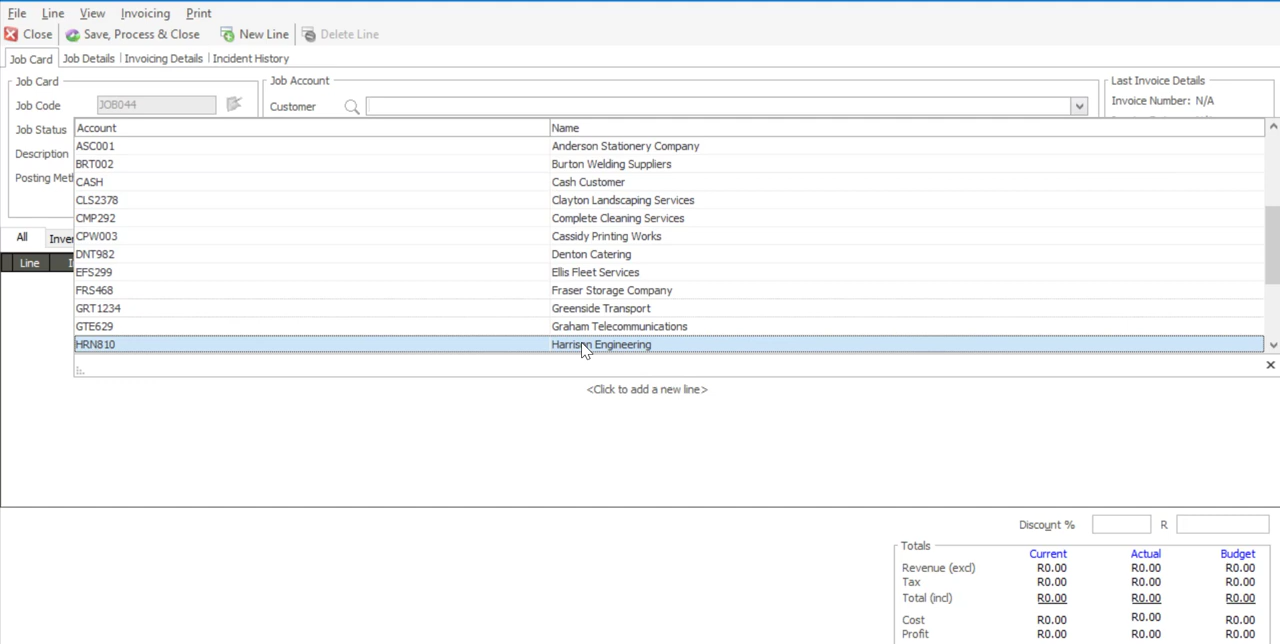 File Line View Invoicing Print
Close Save, Process & Close New Line Delete Line
Job Card Job Details Invoicing Details Incident History
Job Card Job Account Last Invoice Details
Job Code JOB044 Customer Invoice Number: N/A
Job Status
Description
Posting
Account Name
ASC001 Anderson Stationery Company
BRT002 Burton Welding Suppliers
CASH Cash Customer
CLS2378 Clayton Landscaping Services
CMP292 Complete Cleaning Services
CPW003 Cassidy Printing Works
DNT982 Denton Catering
EFS299 Ellis Fleet Services
FRS468 Fraser Storage Company
GRT1234 Greenside Transport
GTE629 Graham Telecommunications
HRN810 Harrison Engineering
All
Line
<Click to add a new line>
Discount % R
Totals
Current Actual Budget
Revenue (excl) R0.00 R0.00 R0.00
Tax R0.00 R0.00 R0.00
Total (incl) R0.00 R0.00 R0.00
Cost R0.00 R0.00 R0.00
Profit R0.00 R0.00 R0.00